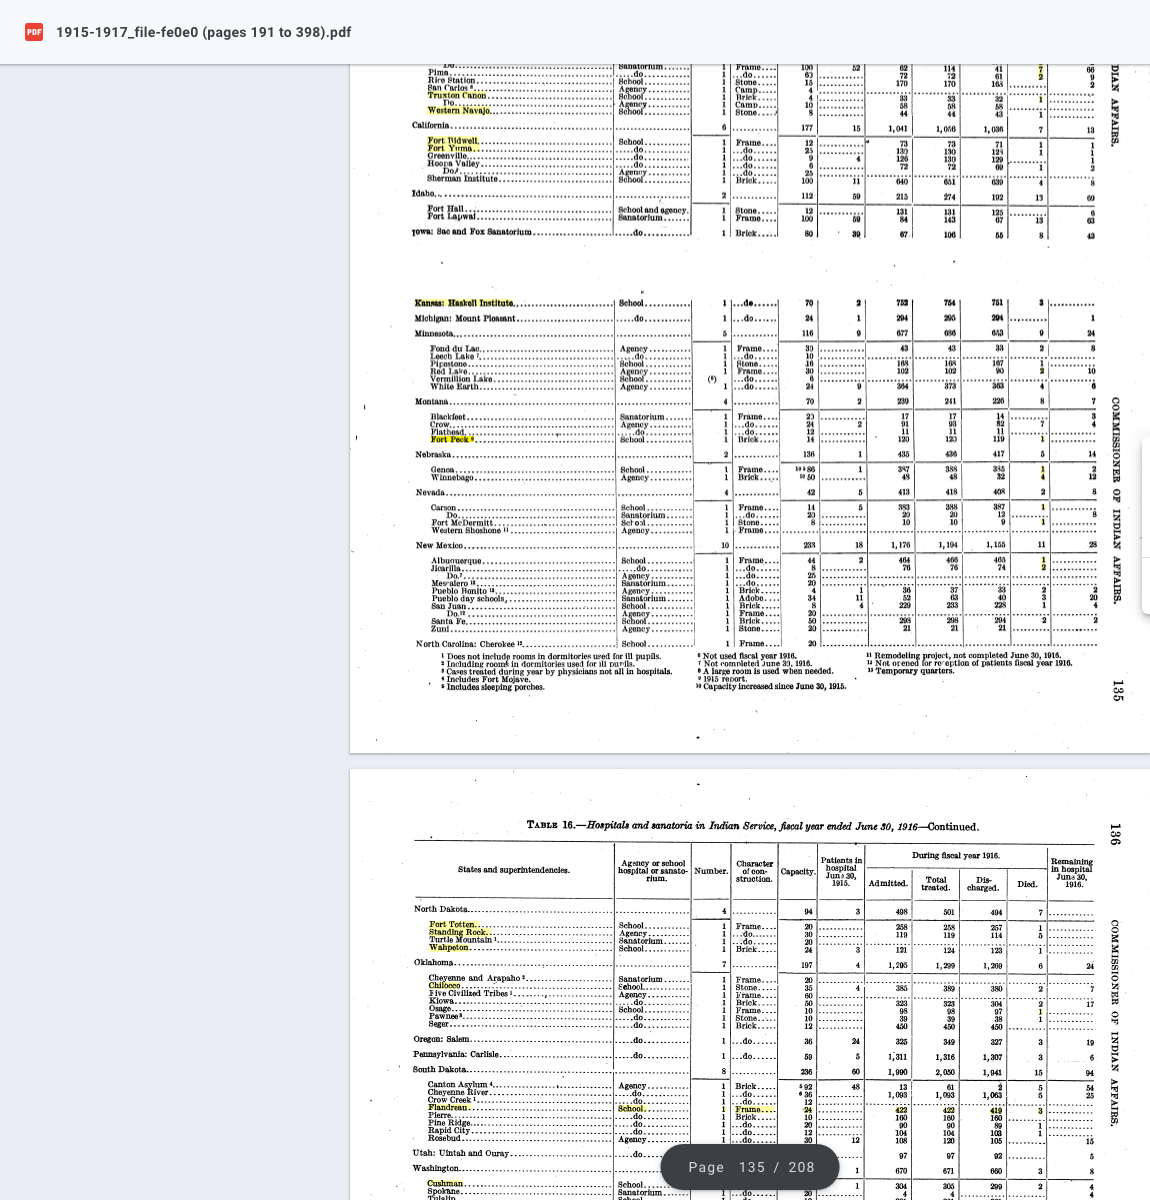 PDF 1915-1917_file-fe0e0 (pages 191 to 398).pdf
Do. Sanatorium 1 Frame 100 52 62 114 41 7 66
Pima do 1 do 60 72 72 61 2 9
Rice Station School 1 Stone 15 170 170 168 2
San Carlos ⁶ Agency 1 Camp 4
Truxton Canon School 1 Brick 4 33 33 32 1
Do. Agency 1 Camp 10 58 58 58
Western Navajo School 1 Stone 8 44 44 43 1
California 6 177 15 1,041 1,056 1,036 7 13
Fort Bidwell School 1 Frame 12 73 73 71 1 1
Fort Yuma do 1 do 25 130 130 128 1 1
Greenville do 1 do 9 4 126 130 129 1
Hoopa Valley do 1 do 6 72 72 69 1 2
Do. Agency 1 do 25
Sherman Institute School 1 Brick 100 11 640 651 639 4 8
Idaho 2 112 59 215 274 192 13 69
Fort Hall School and agency 1 Stone 12 131 131 125 6
Fort Lapwai Sanatorium 1 Frame 100 59 84 143 67 13 63
Iowa: Sac and Fox Sanatorium do 1 Brick 80 39 67 106 55 8 43
Kansas: Haskell Institute School 1 do 70 2 752 754 751 3
Michigan: Mount Pleasant do 1 do 24 1 294 295 294 1
Minnesota 5 116 9 677 686 653 9 24
Fond du Lac Agency 1 Frame 30 43 43 33 2 8
Leech Lake ⁷ do 1 do 10
Pipestone School 1 Stone 16 168 168 167 1
Red Lake Agency 1 Frame 30 102 102 90 2 10
Vermillion Lake School (⁸) do 6
White Earth Agency 1 do 24 9 364 373 363 4 6
Montana 4 70 2 239 241 226 8 7
Blackfeet Sanatorium 1 Frame 20 17 17 14 3
Crow Agency 1 do 24 2 91 93 82 7 4
Flathead do 1 do 12 11 11 11
Fort Peck ⁹ School 1 Brick 14 120 120 119 1
Nebraska 2 136 1 435 436 417 5 14
Genoa School 1 Frame ¹⁰ ⁵ 86 1 387 388 385 1 2
Winnebago Agency 1 Brick ¹⁰ 50 48 48 32 4 12
Nevada 4 42 5 413 418 408 2 8
Carson School 1 Frame 14 5 383 388 387 1
Do. Sanatorium 1 do 20 20 20 12 8
Fort McDermitt School 1 Stone 8 10 10 9 1
Western Shoshone ¹¹ Agency 1 Frame
New Mexico 10 233 18 1,176 1,194 1,155 11 28
Albuquerque School 1 Frame 44 2 464 466 465 1
Jicarilla do 1 do 8 76 76 74 2
Do. ⁷ Agency 1 do 25
Mescalero ¹² Sanatorium 1 do 20
Pueblo Bonito ¹³ Agency 1 Brick 4 1 36 37 33 2 2
Pueblo day schools Sanatorium 1 Adobe 34 11 52 63 40 3 20
San Juan School 1 Brick 8 4 229 233 228 1 4
Do. ¹² Agency 1 Frame 20
Santa Fe School 1 Brick 50 298 298 294 2 2
Zuni Agency 1 Stone 20 21 21 21
North Carolina: Cherokee ¹² School 1 Frame 20
¹ Does not include rooms in dormitories used for ill pupils.
² Including rooms in dormitories used for ill pupils.
³ Cases treated during year by physicians not all in hospitals.
⁴ Includes Fort Mojave.
⁵ Includes sleeping porches.
⁶ Not used fiscal year 1916.
⁷ Not completed June 30, 1916.
⁸ A large room is used when needed.
⁹ 1915 report.
¹⁰ Capacity increased since June 30, 1915.
¹¹ Remodeling project, not completed June 30, 1916.
¹² Not opened for reception of patients fiscal year 1916.
¹³ Temporary quarters.
DIAN AFFAIRS.
COMMISSIONER OF INDIAN AFFAIRS.
135
TABLE 16.—Hospitals and sanatoria in Indian Service, fiscal year ended June 30, 1916—Continued.
136
States and superintendencies.
Agency or school hospital or sanatorium.
Number.
Character of construction.
Capacity.
Patients in hospital June 30, 1915.
During fiscal year 1916.
Admitted.
Total treated.
Discharged.
Died.
Remaining in hospital June 30, 1916.
North Dakota 4 94 3 498 501 494 7
Fort Totten School 1 Frame 20 258 258 257 1
Standing Rock Agency 1 do 30 119 119 114 5
Turtle Mountain ¹ Sanatorium 1 do 20
Wahpeton School 1 Brick 24 3 121 124 123 1
Oklahoma 7 197 4 1,295 1,299 1,269 6 24
Cheyenne and Arapaho ² Sanatorium 1 Frame 20
Chilocco School 1 Stone 35 4 385 389 380 2 7
Five Civilized Tribes ¹ Agency 1 Frame 60
Kiowa do 1 Brick 50 323 323 304 2 17
Osage School 1 Frame 10 98 98 97 1
Pawnee ³ do 1 Stone 10 39 39 38 1
Seger do 1 Brick 12 450 450 450
Oregon: Salem do 1 do 36 24 325 349 327 3 19
Pennsylvania: Carlisle do 1 do 59 5 1,311 1,316 1,307 3 6
South Dakota 8 236 60 1,990 2,050 1,941 15 94
Canton Asylum ⁴ Agency 1 Brick ⁵ 92 48 13 61 2 5 54
Cheyenne River do 1 do ⁶ 36 1,093 1,093 1,063 5 25
Crow Creek ¹ do 1 do 12
Flandreau School 1 Frame 24 422 422 419 3
Pierre do 1 Brick 10 160 160 160
Pine Ridge do 1 do 20 90 90 89 1
Rapid City do 1 do 12 104 104 103 1
Rosebud Agency 1 do 30 12 108 120 105 15
Utah: Uintah and Ouray do 97 97 92 5
Washington 1 670 671 660 3 8
Cushman School 1 304 305 299 2 4
Spokane Sanatorium 1 do 20 4 4 4
Tulalip
COMMISSIONER OF INDIAN AFFAIRS.
Page 135 / 208